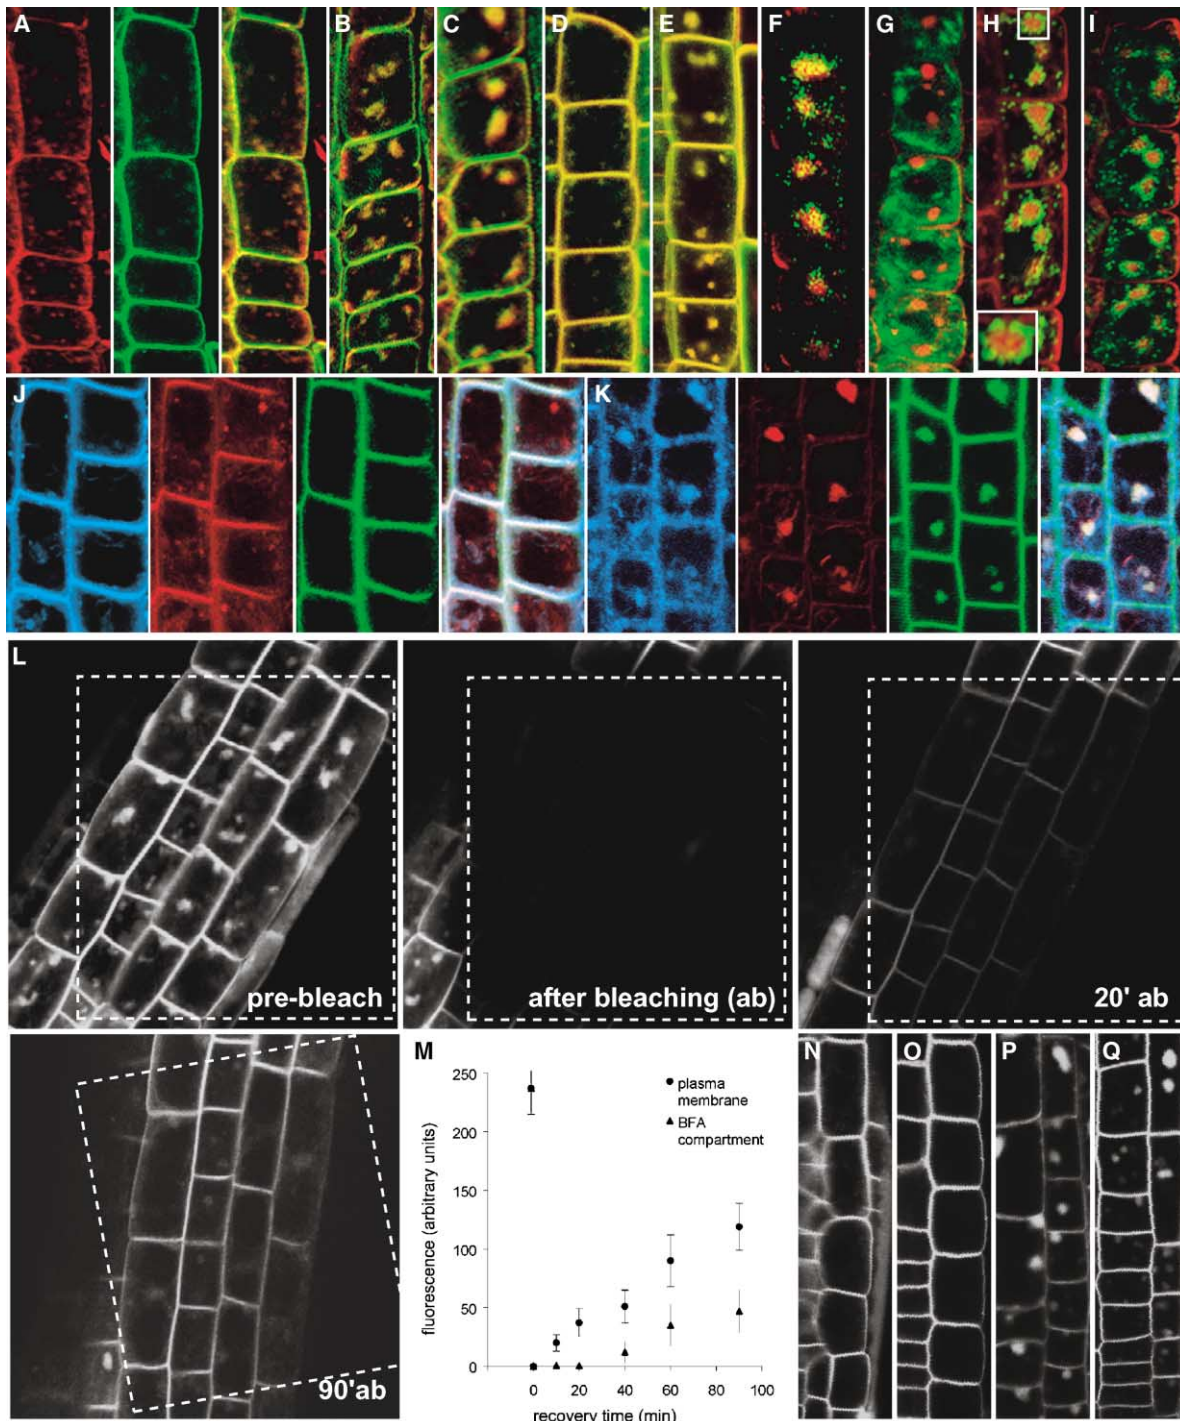 A B C D E F G H I
J K
L
pre-bleach
after bleaching (ab)
20' ab
90'ab
M
fluorescence (arbitrary units)
250
200
150
100
50
0
plasma
membrane
BFA
compartment
0 20 40 60 80 100
recovery time (min)
N O P Q